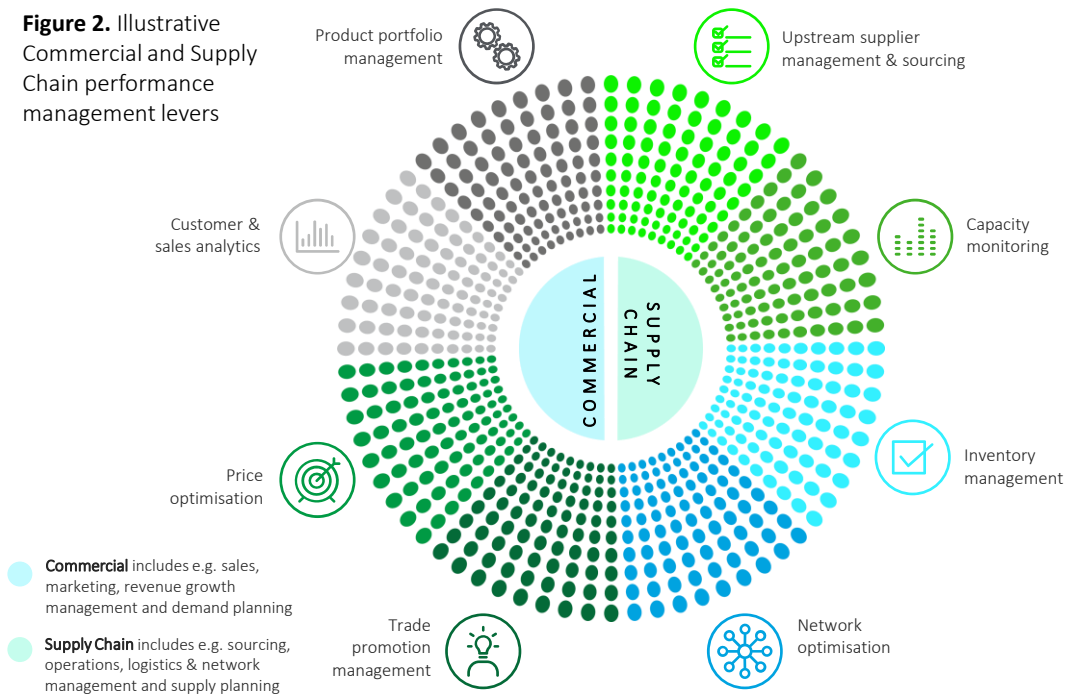 Figure 2. Illustrative
Commercial and Supply
Chain performance
management levers
Product portfolio
management
Upstream supplier
management & sourcing
Customer &
sales analytics
Capacity
monitoring
COMMERCIAL
SUPPLY
CHAIN
Price
optimisation
Inventory
management
Commercial includes e.g. sales,
marketing, revenue growth
management and demand planning
Supply Chain includes e.g. sourcing,
operations, logistics & network
management and supply planning
Trade
promotion
management
Network
optimisation